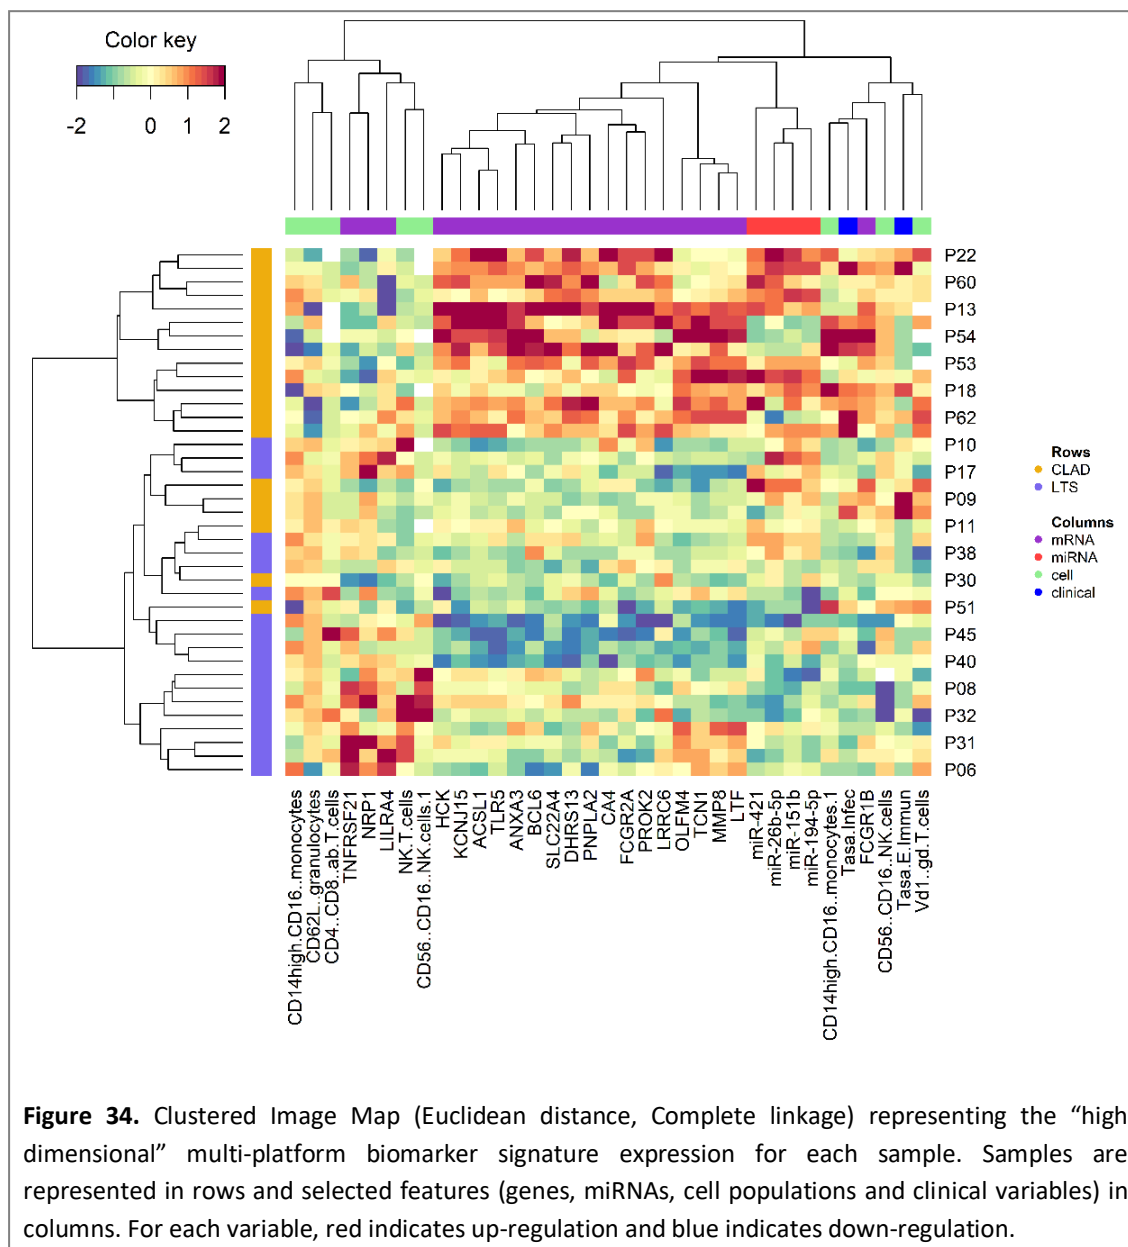 Color key
-2 0 1 2
P22
P60
P13
P54
P53
P18
P62
P10
P17
P09
P11
P38
P30
P51
P45
P40
P08
P32
P31
P06
Rows
CLAD
LTS
Columns
mRNA
miRNA
cell
clinical
CD14high.CD16..monocytes
CD62L..granulocytes
CD4..CD8..ab.T.cells
TNFRSF21
NRP1
LILRA4
NK.T.cells
CD56..CD16..NK.cells.1
HCK
KCNJ15
ACSL1
TLR5
ANXA3
BCL6
SLC22A4
DHRS13
PNPLA2
CA4
FCGR2A
PROK2
LRRC6
OLFM4
TCN1
MMP8
LTF
miR-421
miR-26b-5p
miR-151b
miR-194-5p
CD14high.CD16..monocytes.1
Tasa.Infec
FCGR1B
CD56..CD16..NK.cells
Tasa.E.Immun
Vd1..gd.T.cells
Figure 34. Clustered Image Map (Euclidean distance, Complete linkage) representing the “high
dimensional” multi-platform biomarker signature expression for each sample. Samples are
represented in rows and selected features (genes, miRNAs, cell populations and clinical variables) in
columns. For each variable, red indicates up-regulation and blue indicates down-regulation.